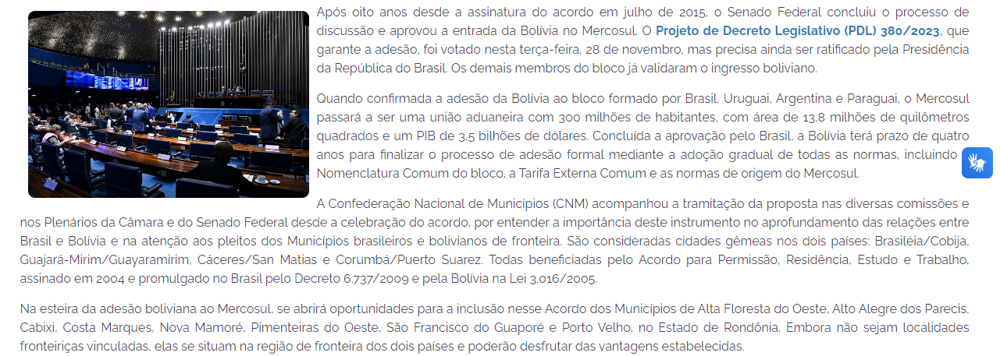 Após oito anos desde a assinatura do acordo em julho de 2015, o Senado Federal concluiu o processo de
discussão e aprovou a entrada da Bolívia no Mercosul. O Projeto de Decreto Legislativo (PDL) 380/2023, que
garante a adesão, foi votado nesta terça-feira, 28 de novembro, mas precisa ainda ser ratificado pela Presidência
da República do Brasil. Os demais membros do bloco já validaram o ingresso boliviano.
Quando confirmada a adesão da Bolívia ao bloco formado por Brasil, Uruguai, Argentina e Paraguai, o Mercosul
passará a ser uma união aduaneira com 300 milhões de habitantes, com área de 13,8 milhões de quilômetros
quadrados e um PIB de 3,5 bilhões de dólares. Concluída a aprovação pelo Brasil, a Bolívia terá prazo de quatro
anos para finalizar o processo de adesão formal mediante a adoção gradual de todas as normas, incluindo
Nomenclatura Comum do bloco, a Tarifa Externa Comum e as normas de origem do Mercosul.
A Confederação Nacional de Municípios (CNM) acompanhou a tramitação da proposta nas diversas comissões e
nos Plenários da Câmara e do Senado Federal desde a celebração do acordo, por entender a importância deste instrumento no aprofundamento das relações entre
Brasil e Bolívia e na atenção aos pleitos dos Municípios brasileiros e bolivianos de fronteira. São consideradas cidades gêmeas nos dois países: Brasiléia/Cobija,
Guajará-Mirim/Guayaramirim, Cáceres/San Matias e Corumbá/Puerto Suarez. Todas beneficiadas pelo Acordo para Permissão, Residência, Estudo e Trabalho,
assinado em 2004 e promulgado no Brasil pelo Decreto 6.737/2009 e pela Bolívia na Lei 3.016/2005.
Na esteira da adesão boliviana ao Mercosul, se abrirá oportunidades para a inclusão nesse Acordo dos Municípios de Alta Floresta do Oeste, Alto Alegre dos Parecis,
Cabixi, Costa Marques, Nova Mamoré, Pimenteiras do Oeste, São Francisco do Guaporé e Porto Velho, no Estado de Rondônia. Embora não sejam localidades
fronteiriças vinculadas, elas se situam na região de fronteira dos dois países e poderão desfrutar das vantagens estabelecidas.